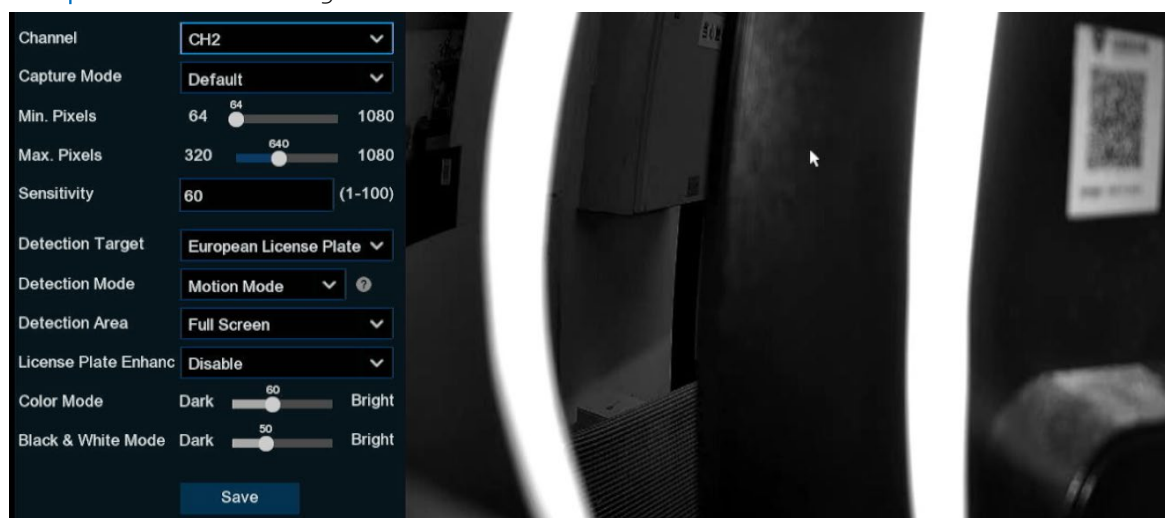 Channel CH2
Capture Mode Default
64
Min. Pixels 64 1080
640
Max. Pixels 320 1080
Sensitivity 60 (1-100)
Detection Target European License Plate
Detection Mode Motion Mode ?
Detection Area Full Screen
License Plate Enhanc Disable
60
Color Mode Dark Bright
50
Black & White Mode Dark Bright
Save